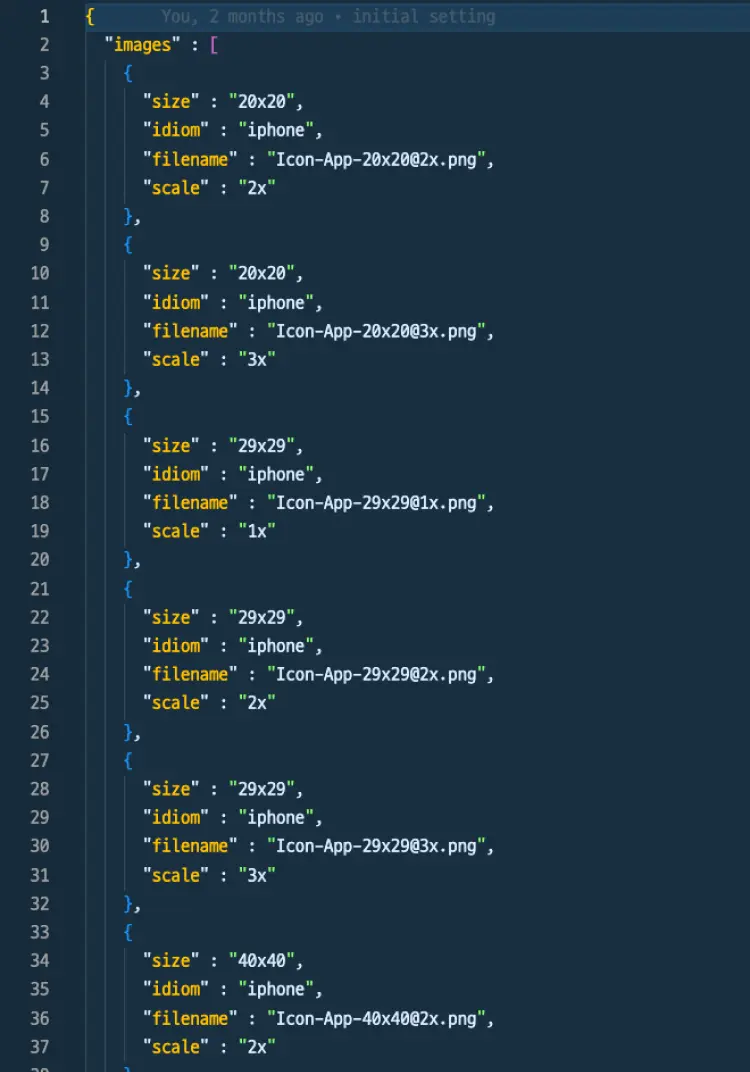 1 { You, 2 months ago • initial setting
2 "images" : [
3 {
4 "size" : "20x20",
5 "idiom" : "iphone",
6 "filename" : "Icon-App-20x20@2x.png",
7 "scale" : "2x"
8 },
9 {
10 "size" : "20x20",
11 "idiom" : "iphone",
12 "filename" : "Icon-App-20x20@3x.png",
13 "scale" : "3x"
14 },
15 {
16 "size" : "29x29",
17 "idiom" : "iphone",
18 "filename" : "Icon-App-29x29@1x.png",
19 "scale" : "1x"
20 },
21 {
22 "size" : "29x29",
23 "idiom" : "iphone",
24 "filename" : "Icon-App-29x29@2x.png",
25 "scale" : "2x"
26 },
27 {
28 "size" : "29x29",
29 "idiom" : "iphone",
30 "filename" : "Icon-App-29x29@3x.png",
31 "scale" : "3x"
32 },
33 {
34 "size" : "40x40",
35 "idiom" : "iphone",
36 "filename" : "Icon-App-40x40@2x.png",
37 "scale" : "2x"